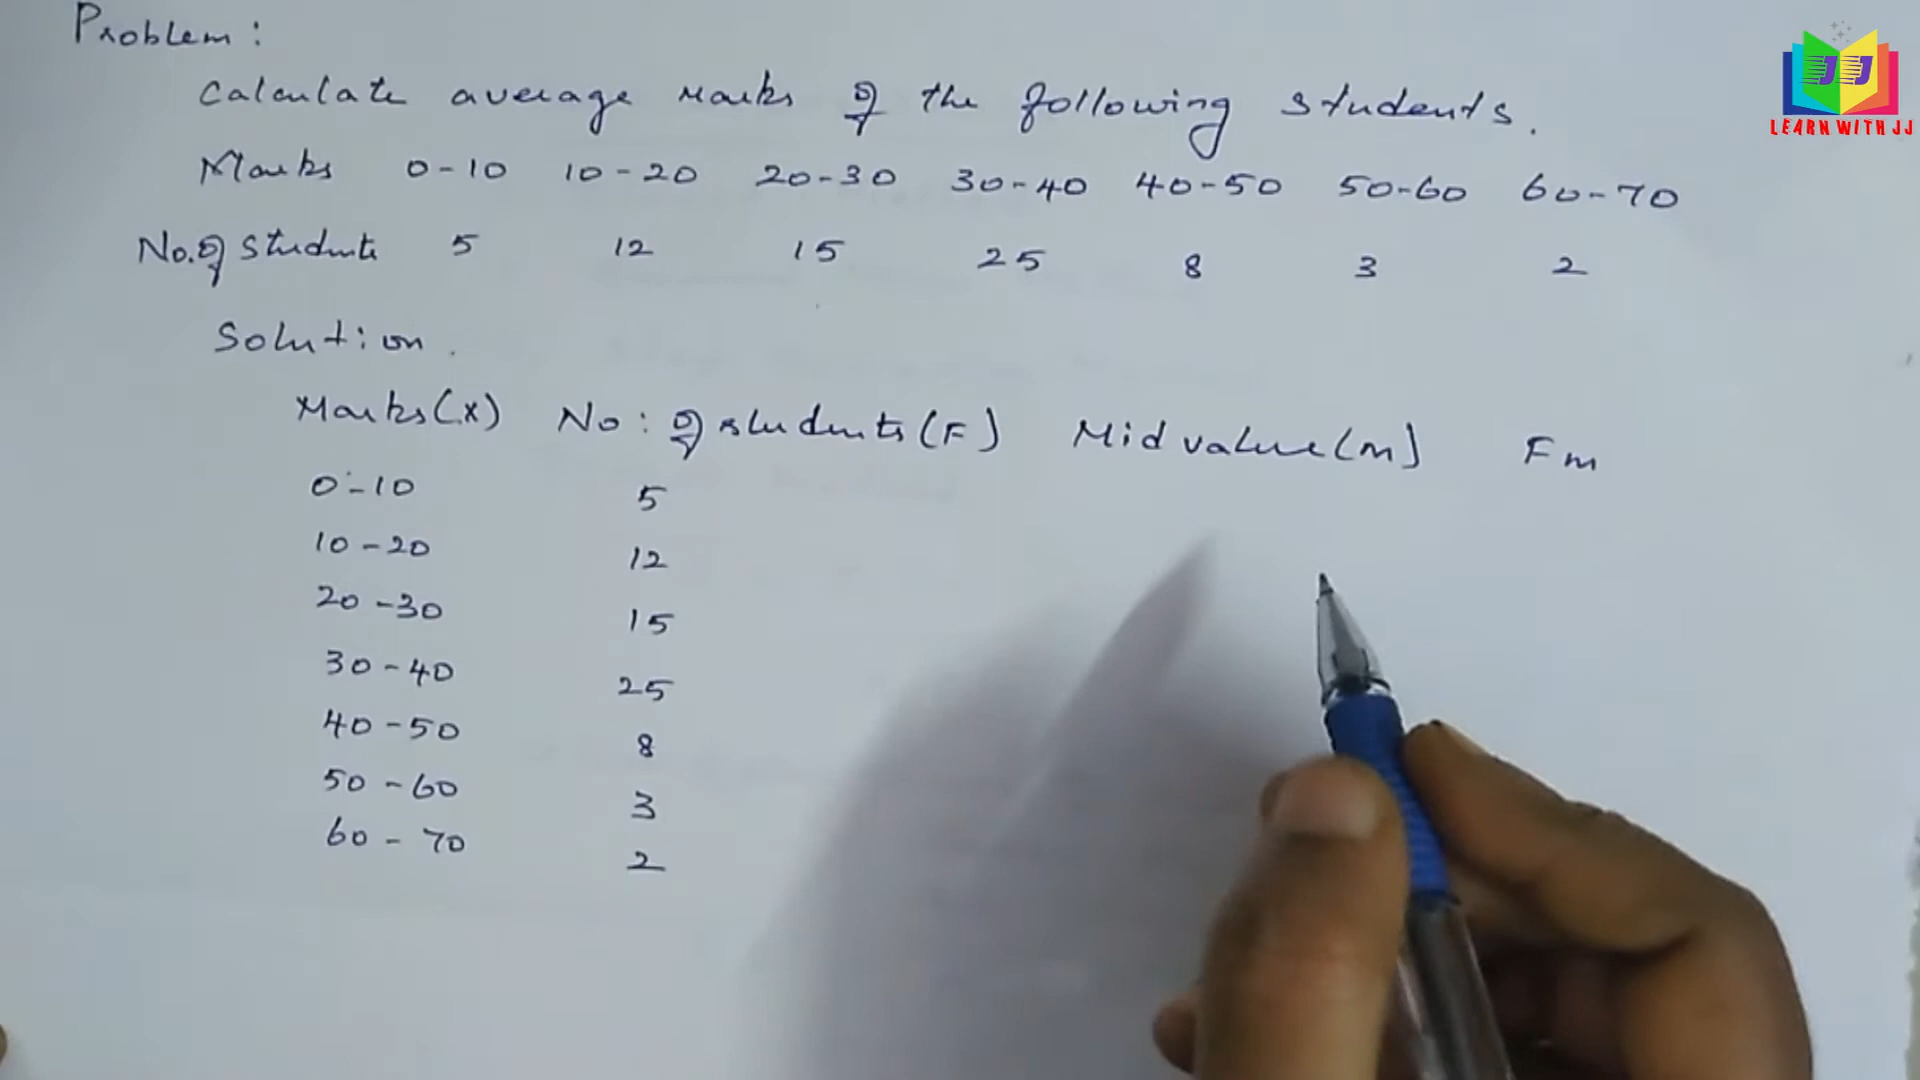 Problem:
Calculate average Marks of the following students.
Marks 0-10 10-20 20-30 30-40 40-50 50-60 60-70
No. of students 5 12 15 25 8 3 2
Solution.
Marks(X) No: of students (F) Mid value(m) Fm
0-10 5
10-20 12
20-30 15
30-40 25
40-50 8
50-60 3
60-70 2
JJ
LEARN WITH JJ